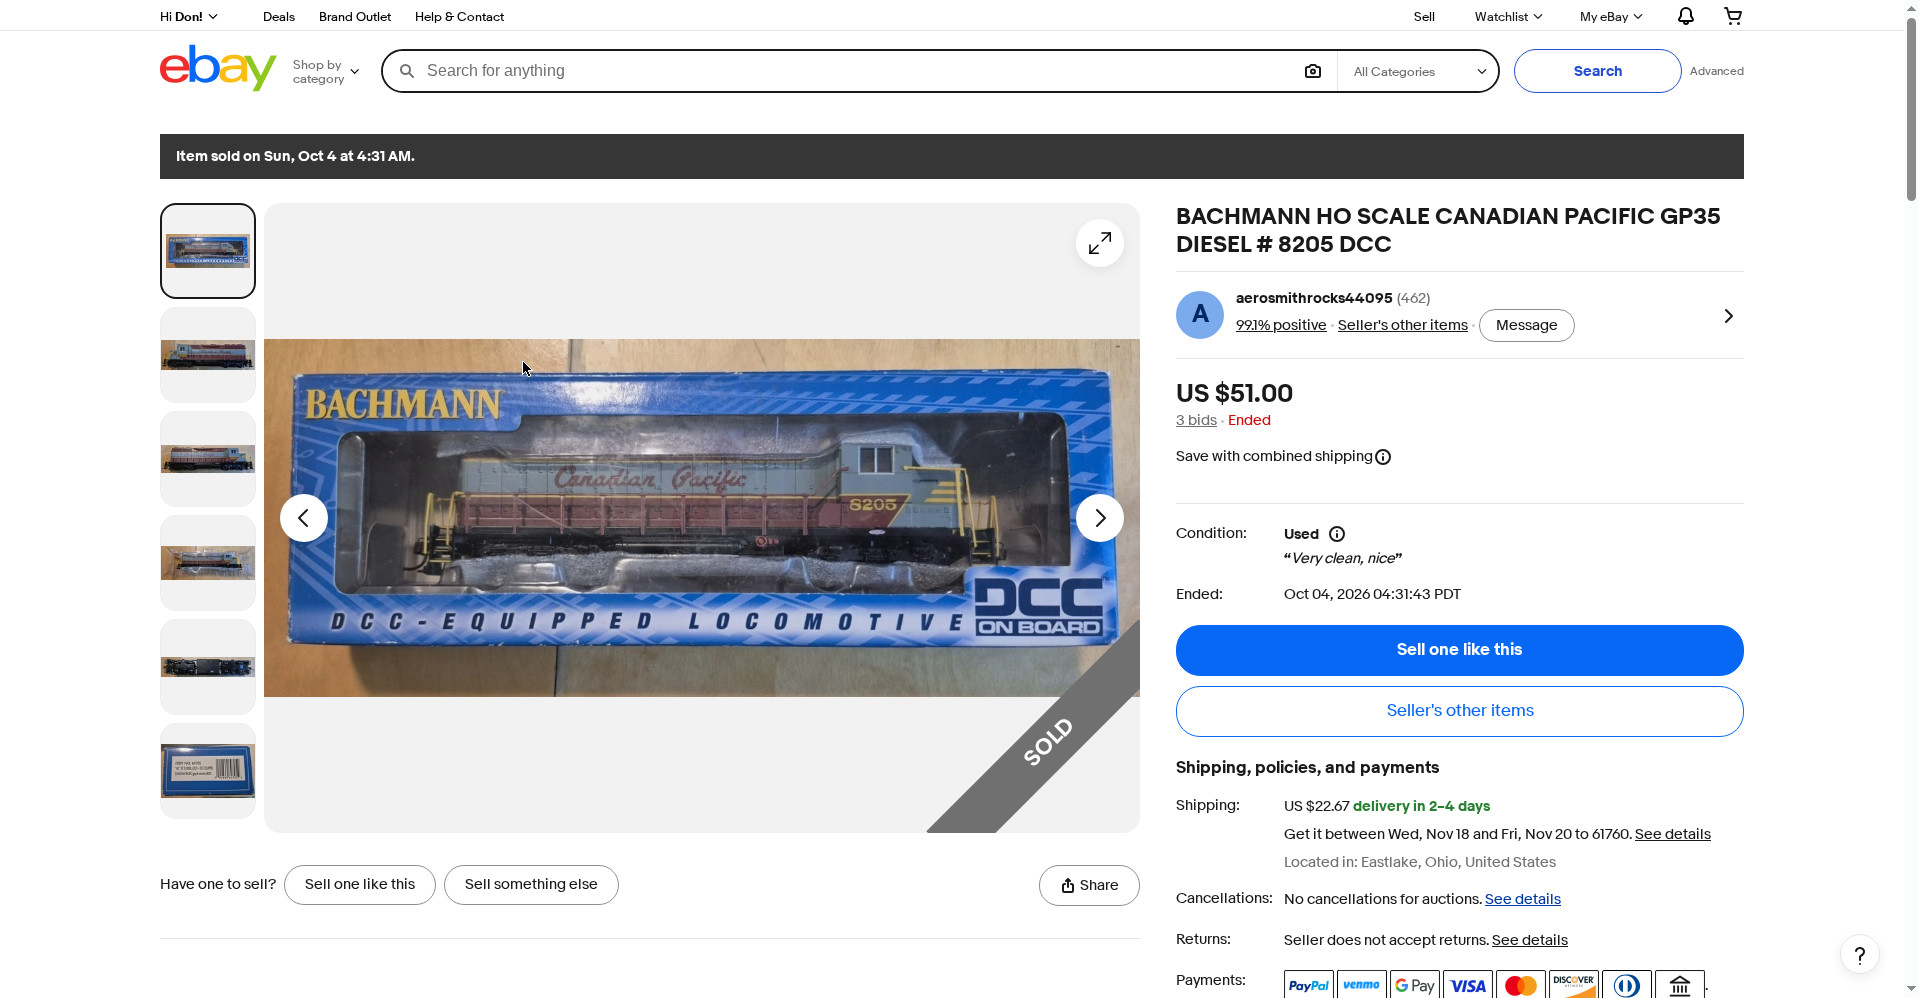 Hi Don!
Deals
Brand Outlet
Help & Contact
Sell
Watchlist
My eBay
ebay
Shop by category
Search for anything
All Categories
Search
Advanced
Item sold on Sun, Oct 4 at 4:31 AM.
BACHMANN
Canadian Pacific
8205
DCC
ON BOARD
DCC-EQUIPPED LOCOMOTIVE
SOLD
Have one to sell?
Sell one like this
Sell something else
Share
BACHMANN HO SCALE CANADIAN PACIFIC GP35
DIESEL # 8205 DCC
A
aerosmithrocks44095 (462)
99.1% positive · Seller's other items · Message
US $51.00
3 bids · Ended
Save with combined shipping
Condition:
Used
“Very clean, nice”
Ended:
Oct 04, 2026 04:31:43 PDT
Sell one like this
Seller's other items
Shipping, policies, and payments
Shipping:
US $22.67 delivery in 2–4 days
Get it between Wed, Nov 18 and Fri, Nov 20 to 61760. See details
Located in: Eastlake, Ohio, United States
Cancellations:
No cancellations for auctions. See details
Returns:
Seller does not accept returns. See details
Payments:
PayPal
venmo
G Pay
VISA
DISCOVER
?